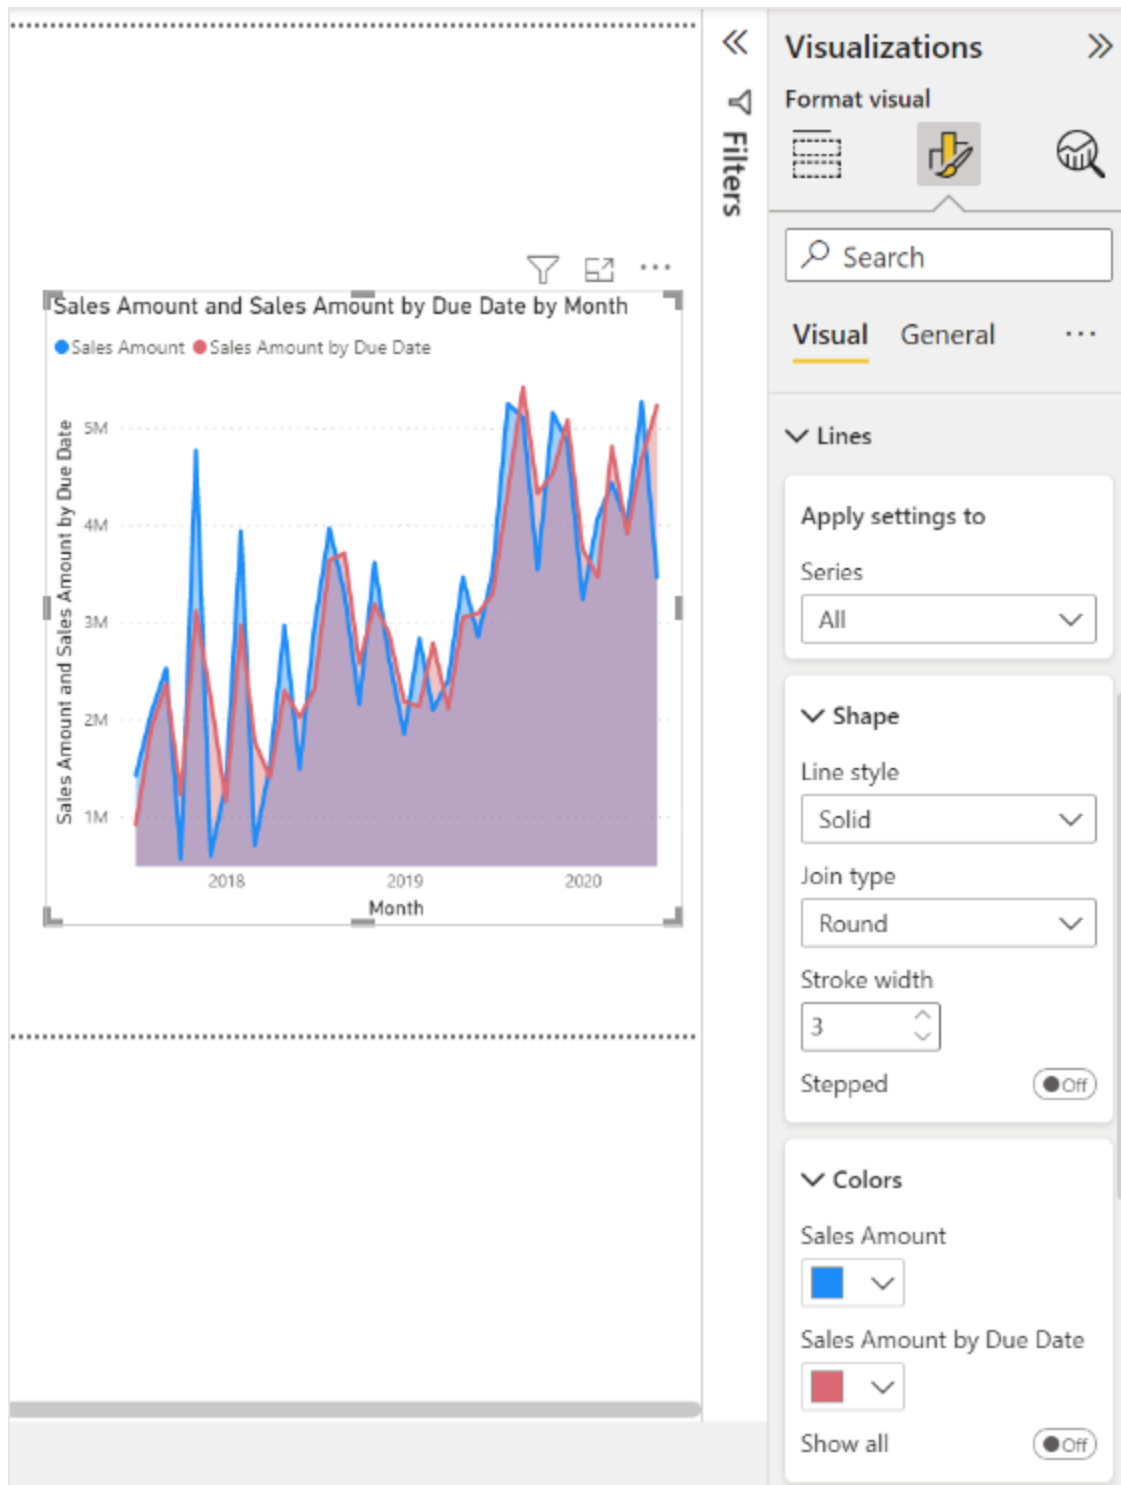 Sales Amount and Sales Amount by Due Date by Month
Sales Amount Sales Amount by Due Date
Sales Amount and Sales Amount by Due Date
5M
4M
3M
2M
1M
2018 2019 2020
Month
Filters
Visualizations
Format visual
Search
Visual General
Lines
Apply settings to
Series
All
Shape
Line style
Solid
Join type
Round
Stroke width
3
Stepped Off
Colors
Sales Amount
Sales Amount by Due Date
Show all Off